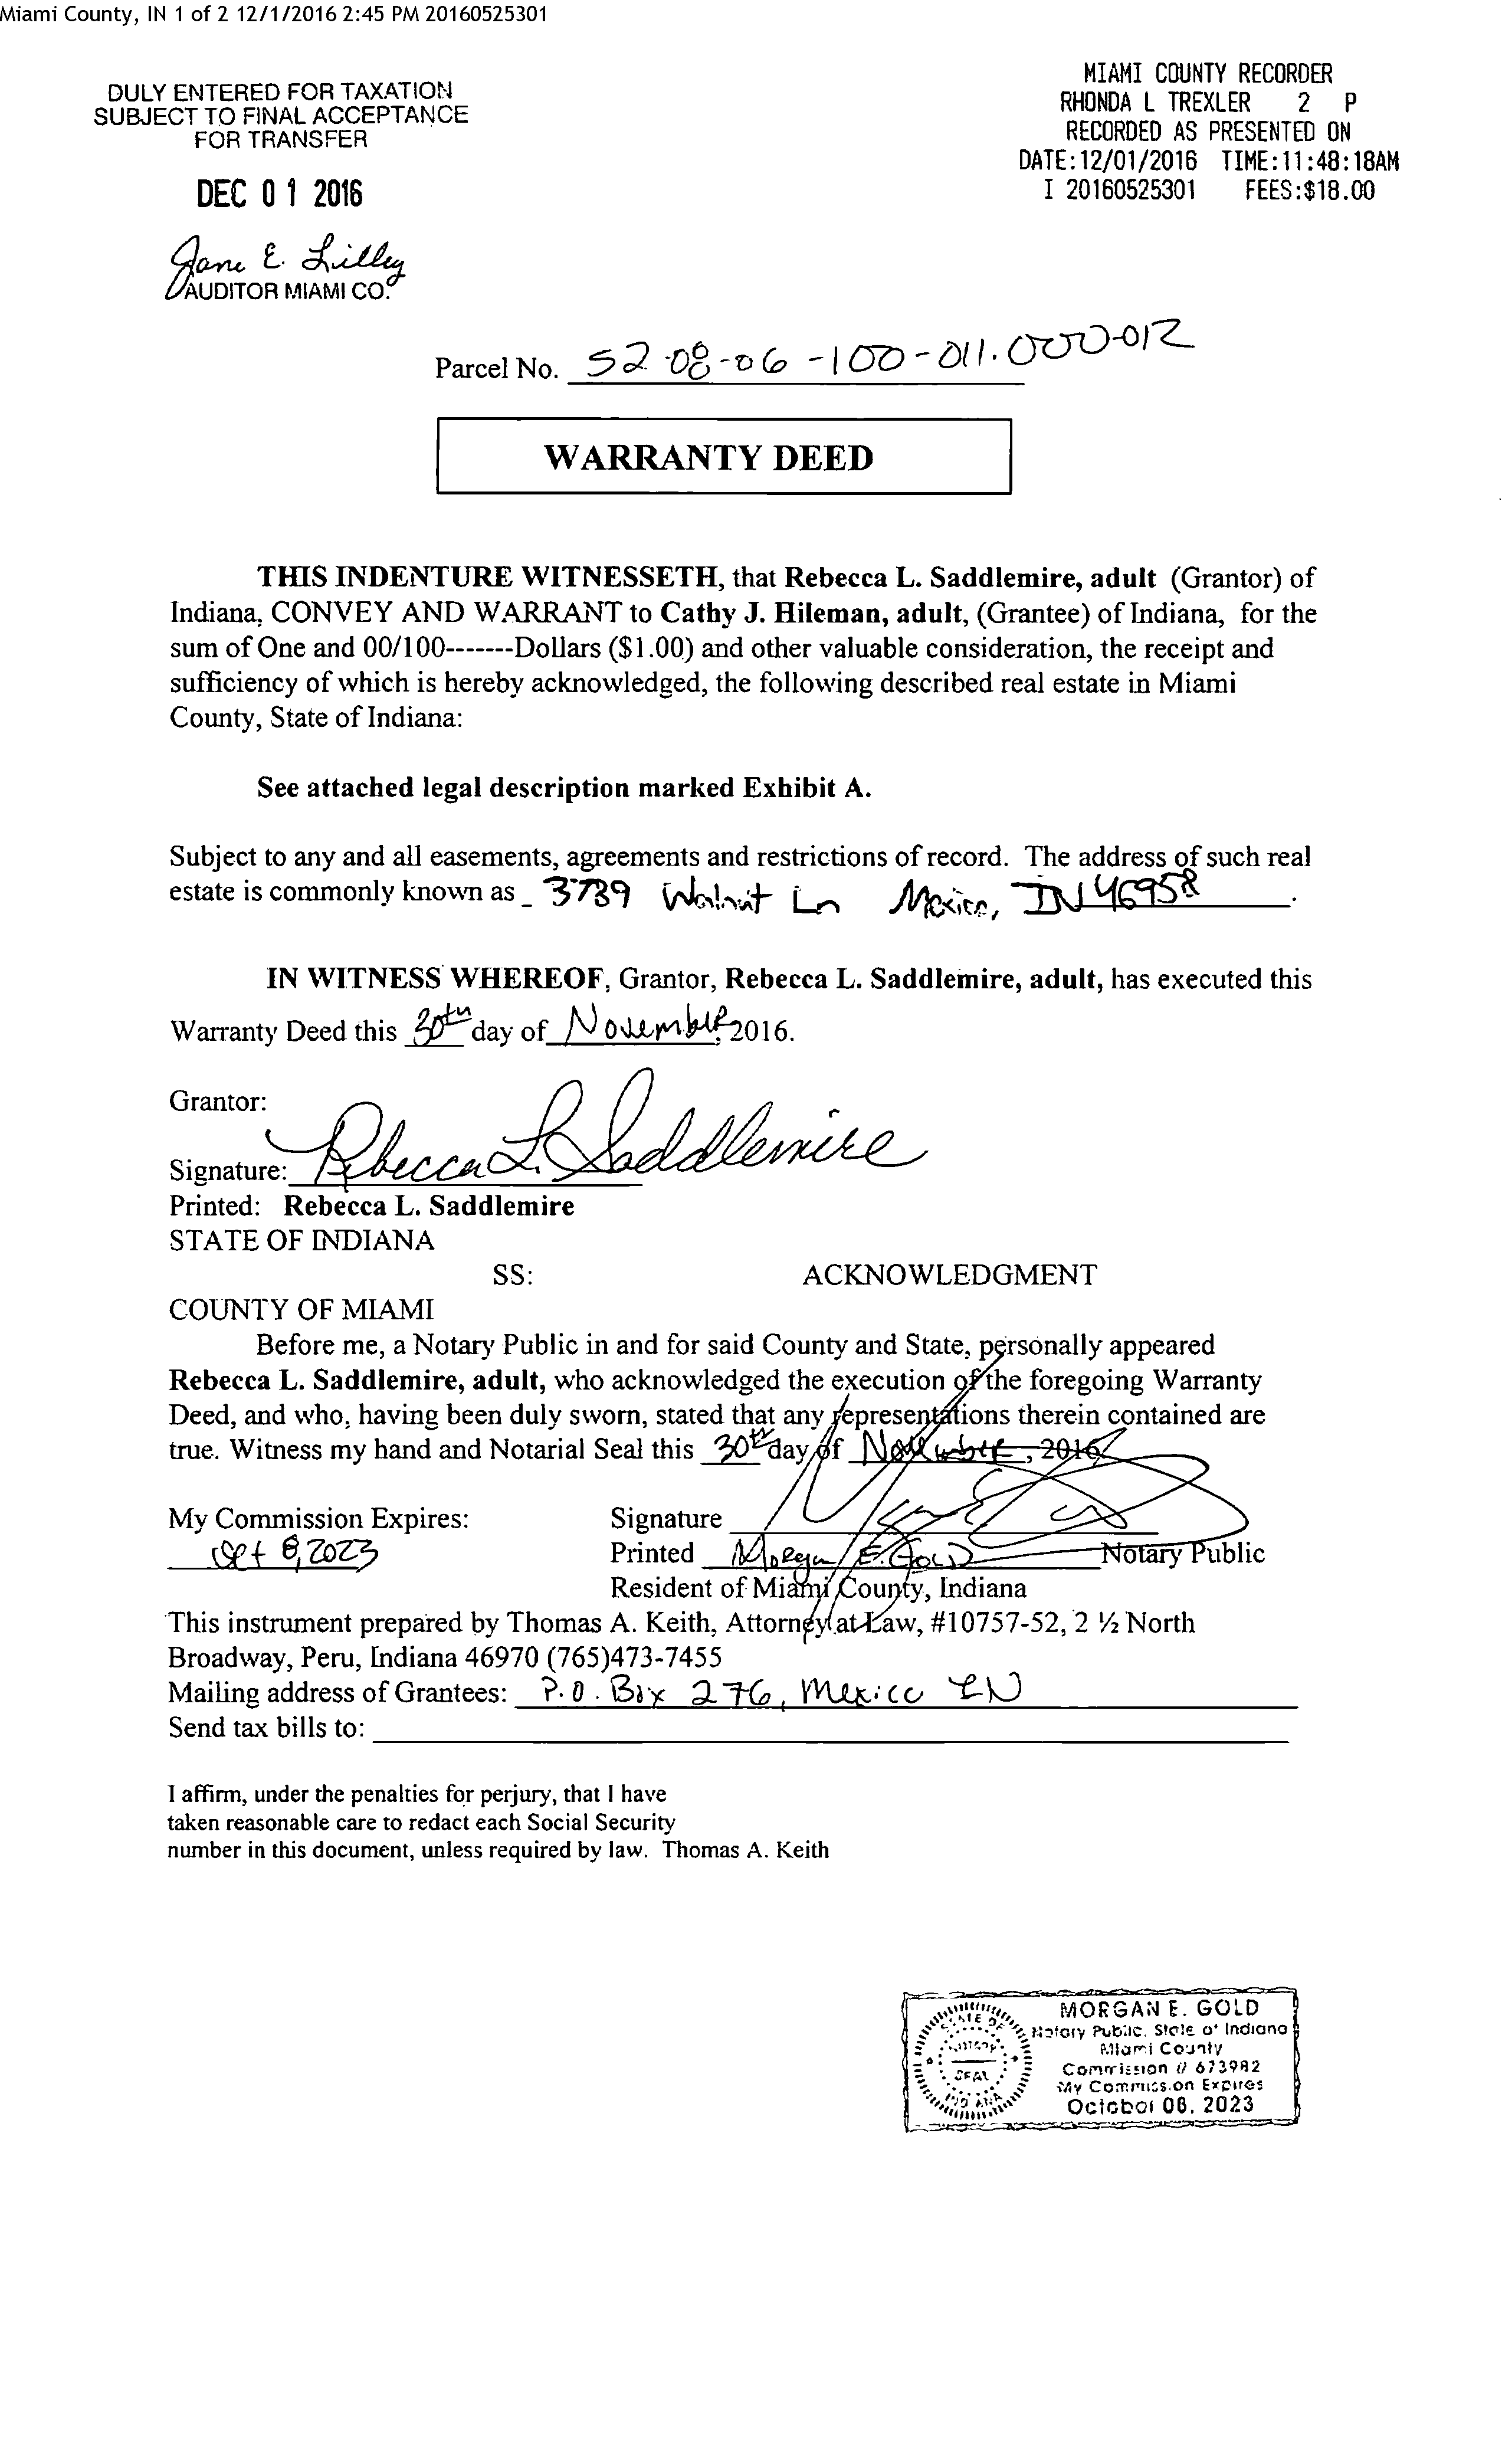 Miami County, IN 1 of 2 12/1/2016 2:45 PM 20160525301
DULY ENTERED FOR TAXATION
SUBJECT TO FINAL ACCEPTANCE
FOR TRANSFER
DEC 01 2016
Jane E. Lilley
AUDITOR MIAMI CO.
MIAMI COUNTY RECORDER
RHONDA L TREXLER 2 P
RECORDED AS PRESENTED ON
DATE:12/01/2016 TIME:11:48:18AM
I 20160525301 FEES:$18.00
Parcel No. 52-08-06-100-011.000-012
WARRANTY DEED
THIS INDENTURE WITNESSETH, that Rebecca L. Saddlemire, adult (Grantor) of
Indiana, CONVEY AND WARRANT to Cathy J. Hileman, adult, (Grantee) of Indiana, for the
sum of One and 00/100-------Dollars ($1.00) and other valuable consideration, the receipt and
sufficiency of which is hereby acknowledged, the following described real estate in Miami
County, State of Indiana:
See attached legal description marked Exhibit A.
Subject to any and all easements, agreements and restrictions of record. The address of such real
estate is commonly known as 3789 Walnut Ln Mexico, IN 46958.
IN WITNESS WHEREOF, Grantor, Rebecca L. Saddlemire, adult, has executed this
Warranty Deed this 30th day of November, 2016.
Grantor:
Signature: Rebecca L. Saddlemire
Printed: Rebecca L. Saddlemire
STATE OF INDIANA
SS: ACKNOWLEDGMENT
COUNTY OF MIAMI
Before me, a Notary Public in and for said County and State, personally appeared
Rebecca L. Saddlemire, adult, who acknowledged the execution of the foregoing Warranty
Deed, and who, having been duly sworn, stated that any representations therein contained are
true. Witness my hand and Notarial Seal this 30th day of November, 2016.
My Commission Expires: Signature
Oct 8, 2023 Printed Morgan E. Gold Notary Public
Resident of Miami County, Indiana
This instrument prepared by Thomas A. Keith, Attorney at Law, #10757-52, 2 ½ North
Broadway, Peru, Indiana 46970 (765)473-7455
Mailing address of Grantees: P.O. Box 276, Mexico IN
Send tax bills to:
I affirm, under the penalties for perjury, that I have
taken reasonable care to redact each Social Security
number in this document, unless required by law. Thomas A. Keith
STATE OF
NOTARY
SEAL
INDIANA
MORGAN E. GOLD
Notary Public, State of Indiana
Miami County
Commission # 673982
My Commission Expires
October 08, 2023